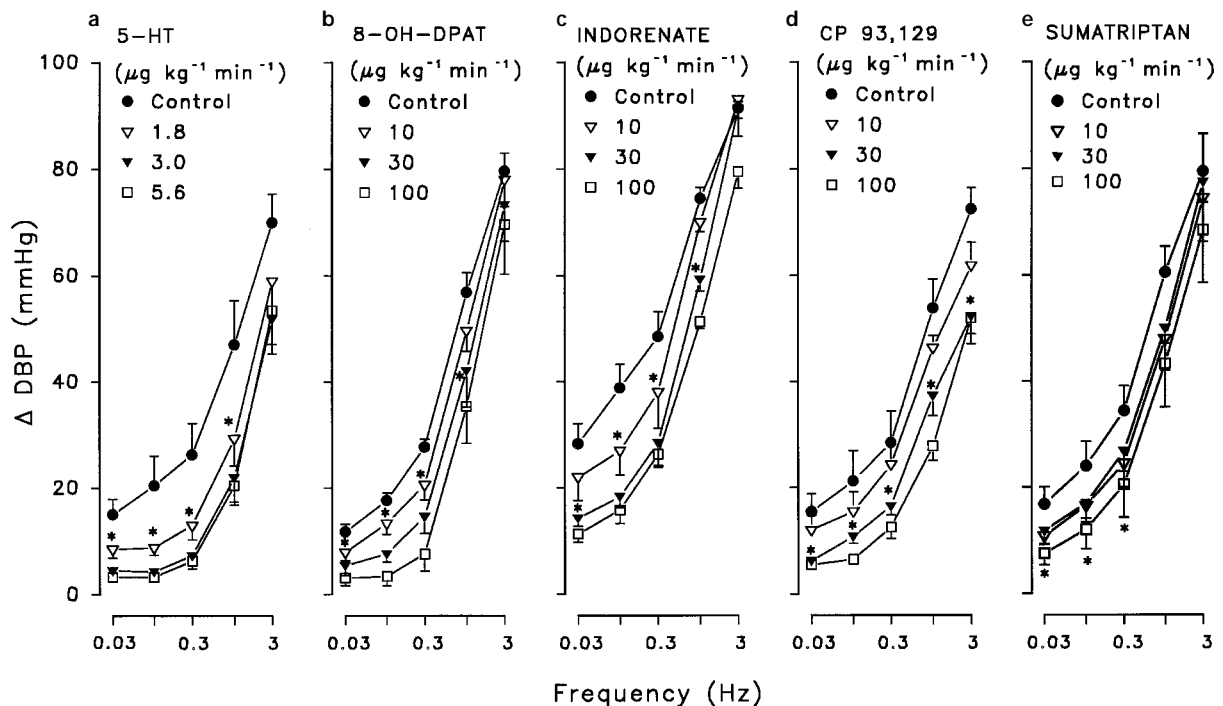 a
5-HT
(μg kg⁻¹ min⁻¹)
Control
1.8
3.0
5.6
b
8-OH-DPAT
(μg kg⁻¹ min⁻¹)
Control
10
30
100
c
INDORENATE
(μg kg⁻¹ min⁻¹)
Control
10
30
100
d
CP 93,129
(μg kg⁻¹ min⁻¹)
Control
10
30
100
e
SUMATRIPTAN
(μg kg⁻¹ min⁻¹)
Control
10
30
100
Δ DBP (mmHg)
100
80
60
40
20
0
* * * *
* * * *
* * * *
* * * * *
* * *
0.03 0.3 3
0.03 0.3 3
0.03 0.3 3
0.03 0.3 3
0.03 0.3 3
Frequency (Hz)